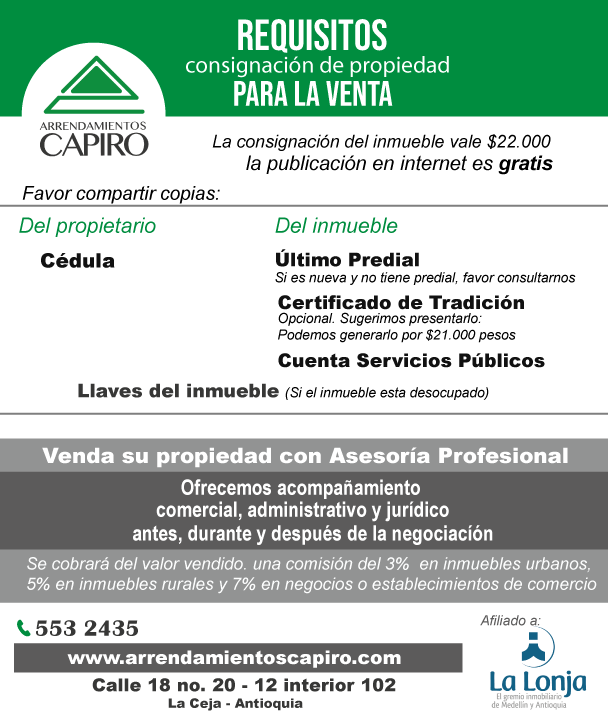 REQUISITOS
consignación de propiedad
PARA LA VENTA
ARRENDAMIENTOS
CAPIRO
La consignación del inmueble vale $22.000
la publicación en internet es gratis
Favor compartir copias:
Del propietario
Cédula
Del inmueble
Último Predial
Si es nueva y no tiene predial, favor consultarnos
Certificado de Tradición
Opcional. Sugerimos presentarlo:
Podemos generarlo por $21.000 pesos
Cuenta Servicios Públicos
Llaves del inmueble (Si el inmueble esta desocupado)
Venda su propiedad con Asesoría Profesional
Ofrecemos acompañamiento
comercial, administrativo y jurídico
antes, durante y después de la negociación
Se cobrará del valor vendido. una comisión del 3% en inmuebles urbanos,
5% en inmuebles rurales y 7% en negocios o establecimientos de comercio
553 2435
www.arrendamientoscapiro.com
Calle 18 no. 20 - 12 interior 102
La Ceja - Antioquia
Afiliado a:
La Lonja
El gremio inmobiliario
de Medellín y Antioquia